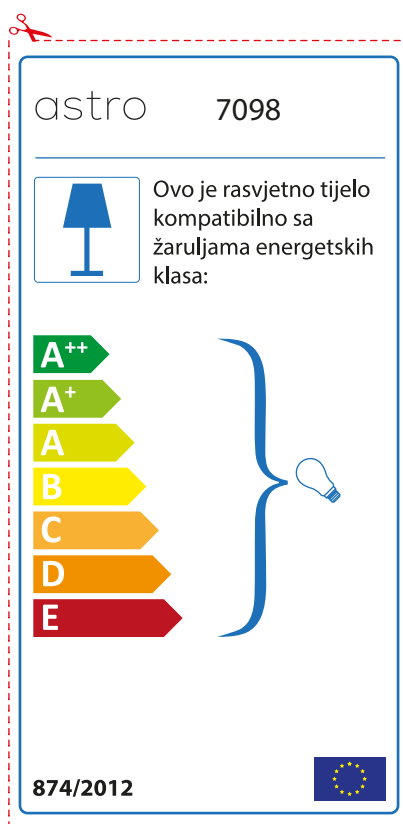 astro 7098
Ovo je rasvjetno tijelo
kompatibilno sa
žaruljama energetskih
klasa:
A++
A+
A
B
C
D
E
874/2012